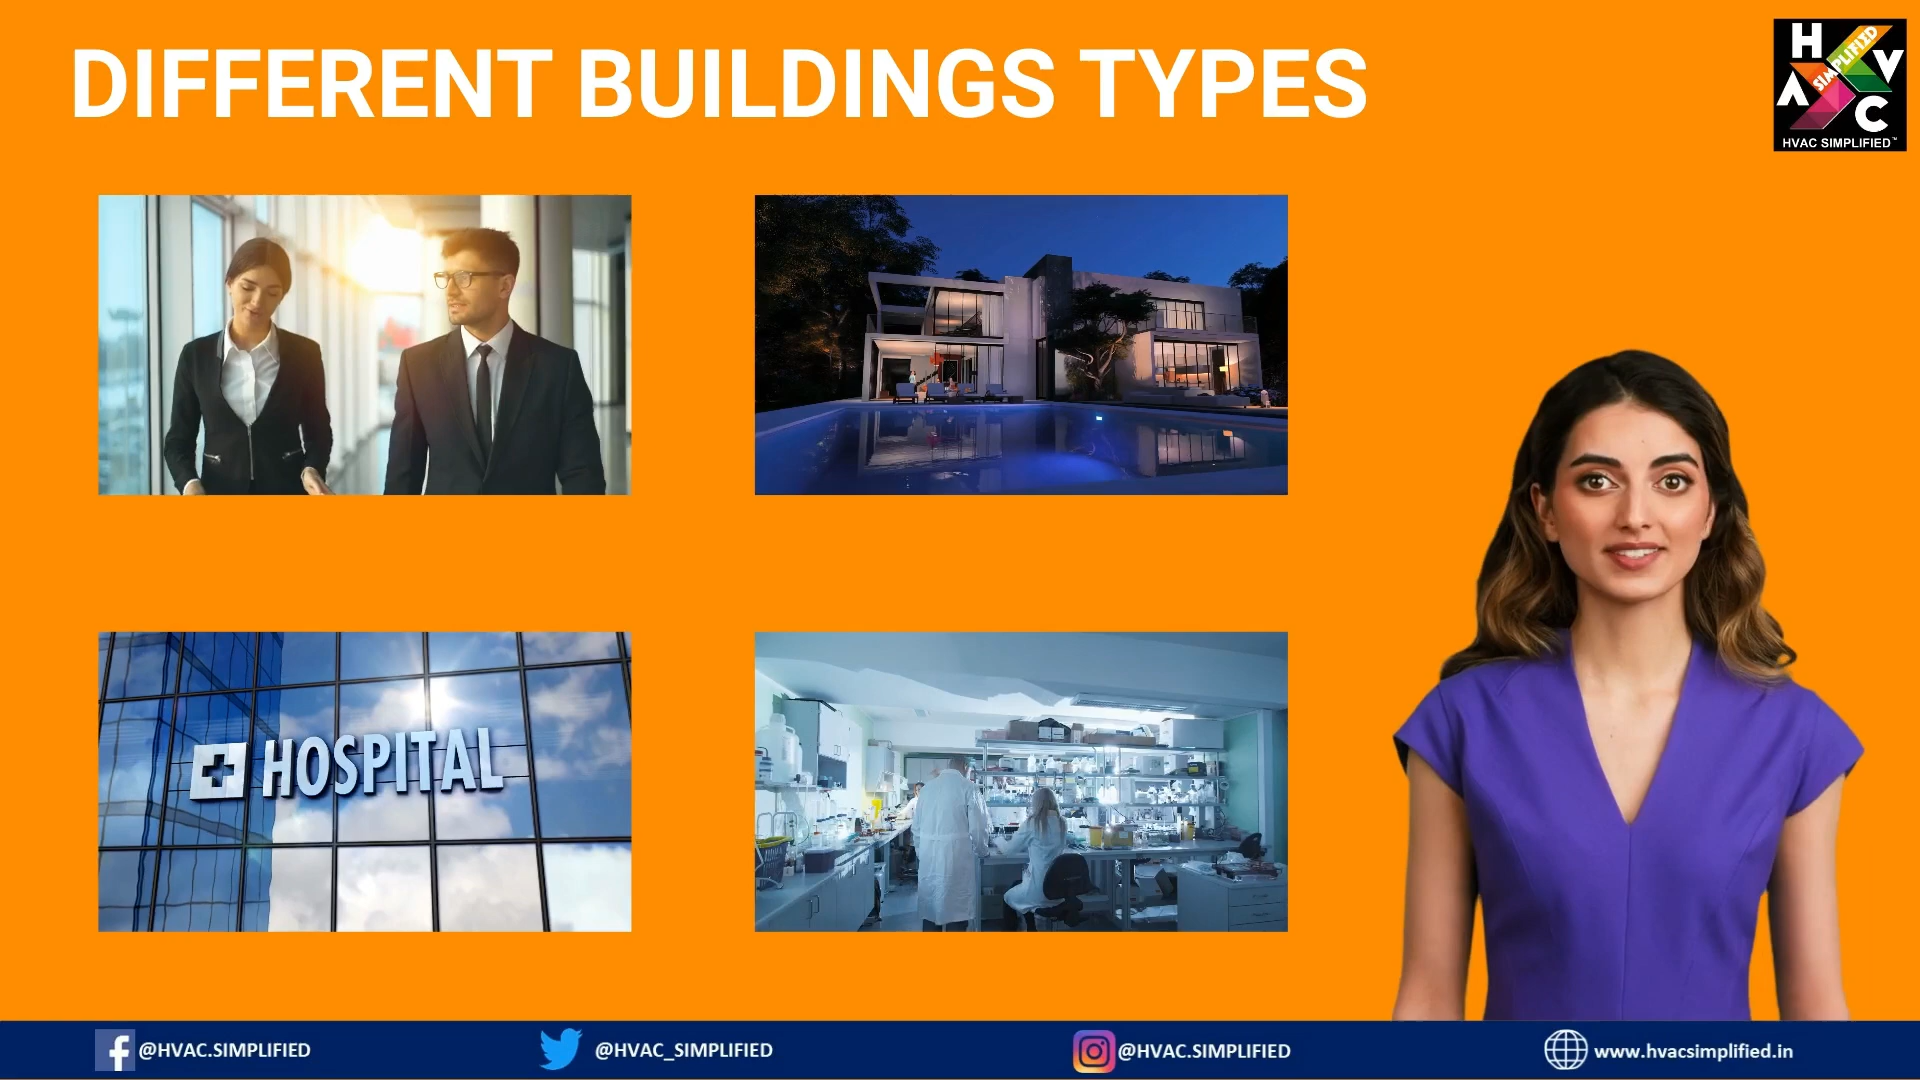 DIFFERENT BUILDINGS TYPES
H
V
A
C
SIMPLIFIED
HVAC SIMPLIFIED™
HOSPITAL
@HVAC.SIMPLIFIED
@HVAC_SIMPLIFIED
@HVAC.SIMPLIFIED
www.hvacsimplified.in